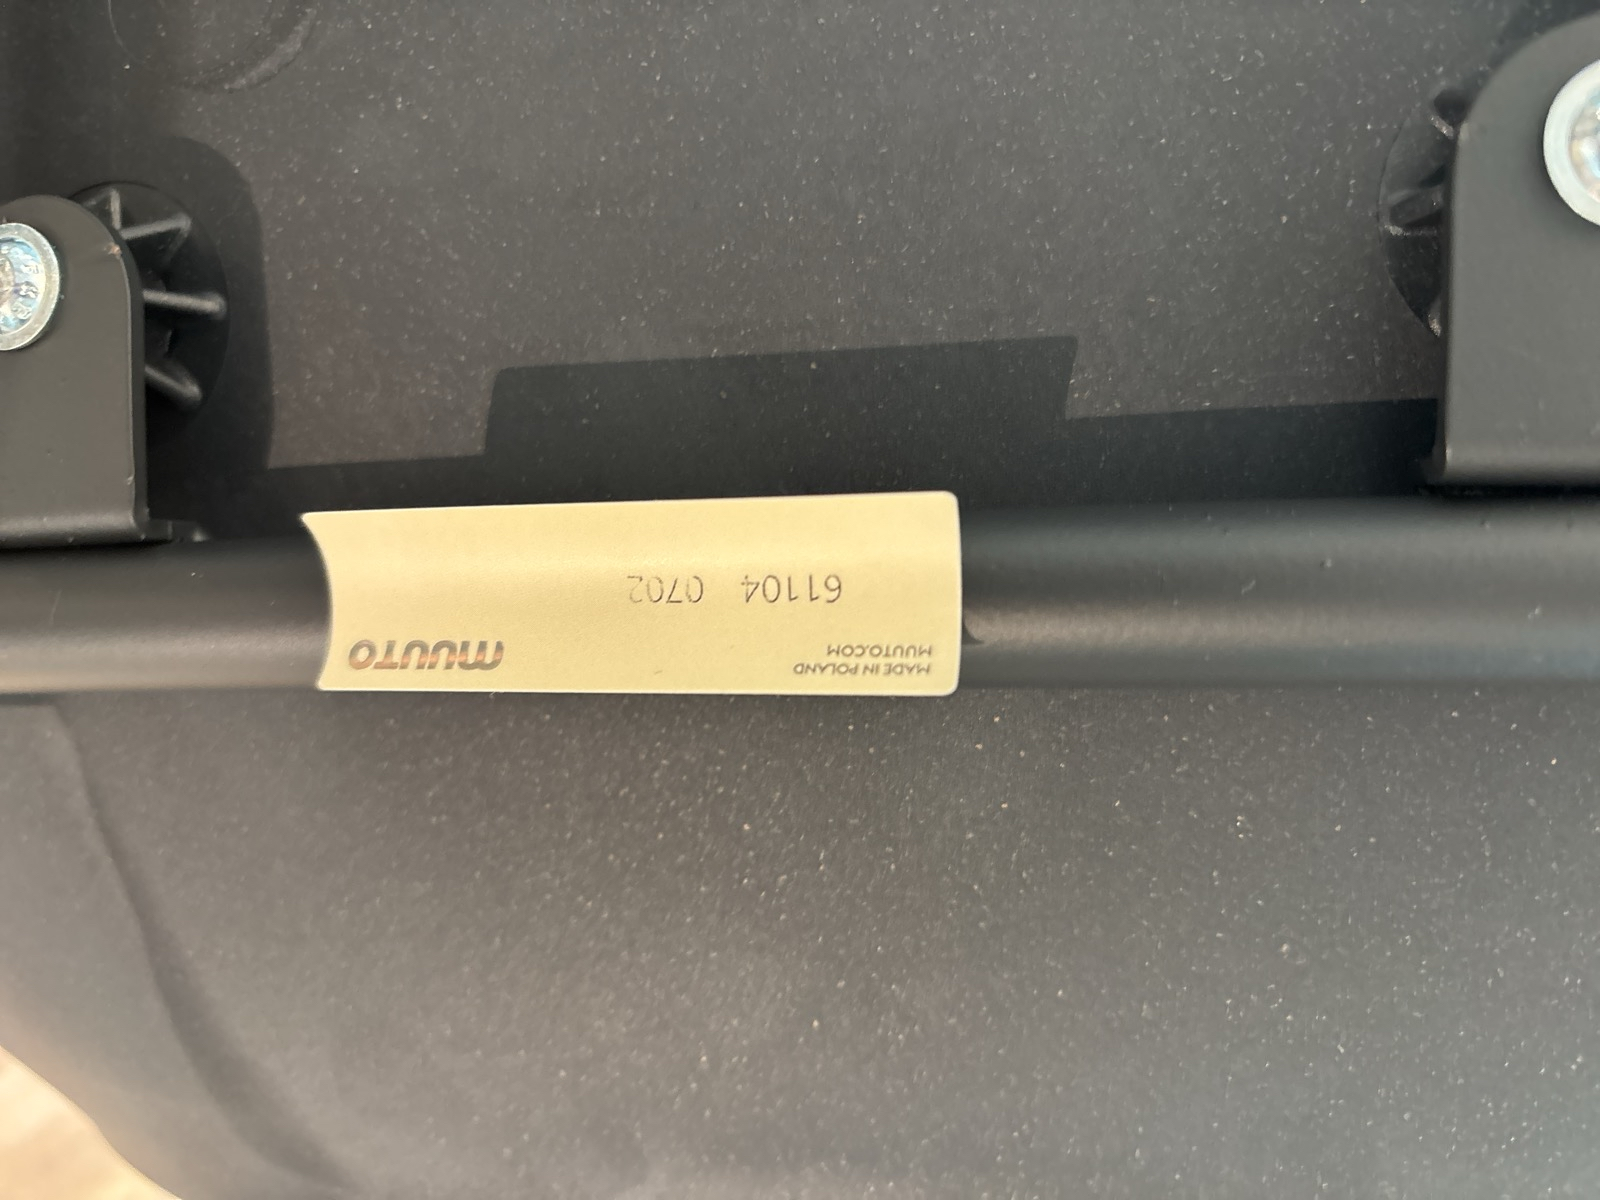 MADE IN POLAND
MUUTO.COM
muuto
61104 0702